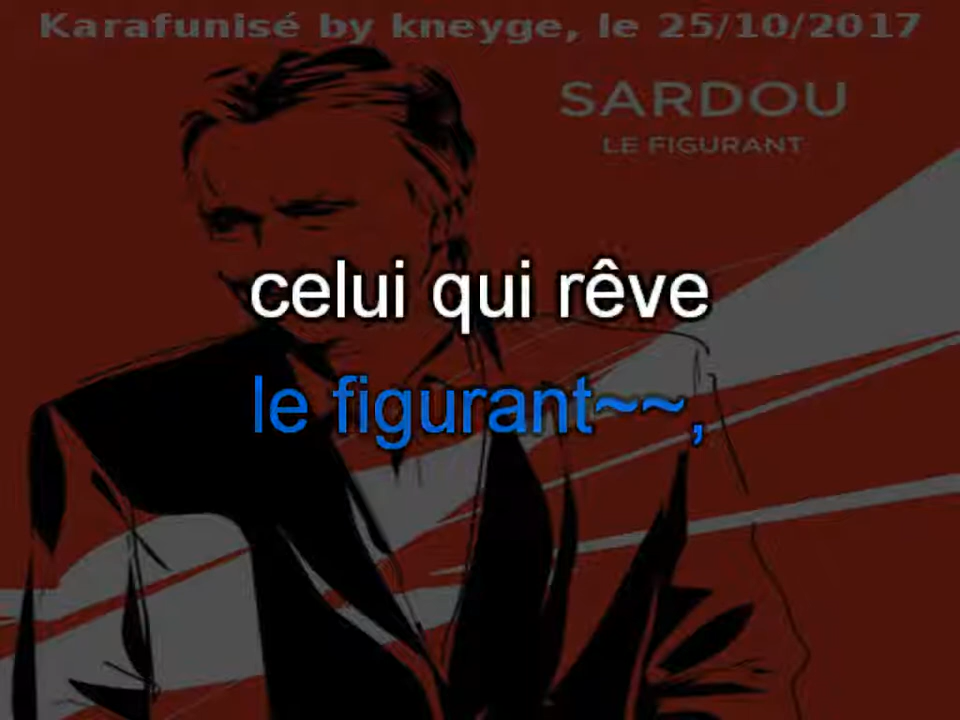 Karafunisé by kneyge, le 25/10/2017
SARDOU
LE FIGURANT
celui qui rêve
le figurant~~,